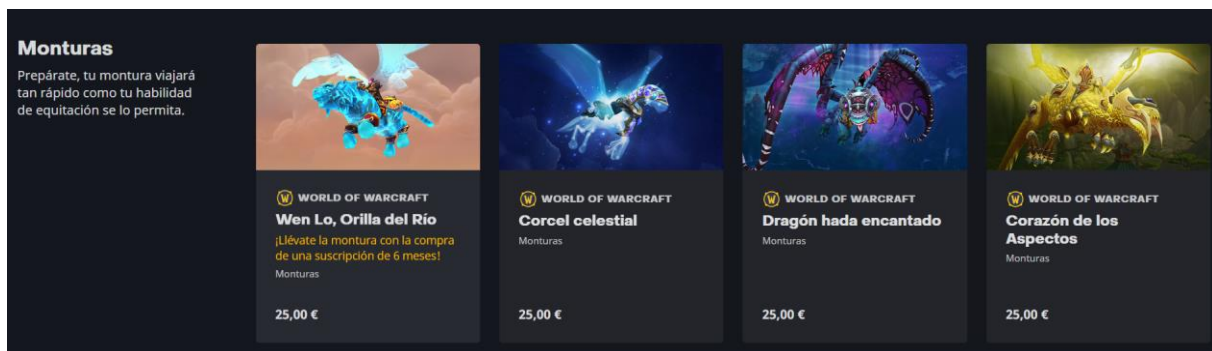 Monturas
Prepárate, tu montura viajará
tan rápido como tu habilidad
de equitación se lo permita.
WORLD OF WARCRAFT
Wen Lo, Orilla del Río
¡Llévate la montura con la compra
de una suscripción de 6 meses!
Monturas
25,00 €
WORLD OF WARCRAFT
Corcel celestial
Monturas
25,00 €
WORLD OF WARCRAFT
Dragón hada encantado
Monturas
25,00 €
WORLD OF WARCRAFT
Corazón de los
Aspectos
Monturas
25,00 €